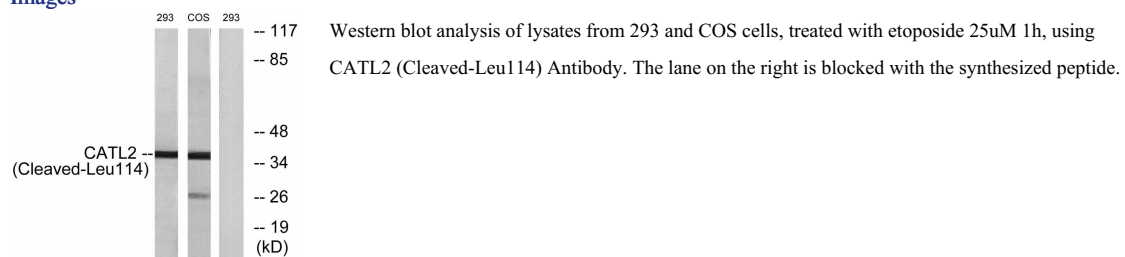 Images
293 COS 293
-- 117
-- 85
-- 48
CATL2 --
(Cleaved-Leu114)
-- 34
-- 26
-- 19
(kD)
Western blot analysis of lysates from 293 and COS cells, treated with etoposide 25uM 1h, using
CATL2 (Cleaved-Leu114) Antibody. The lane on the right is blocked with the synthesized peptide.